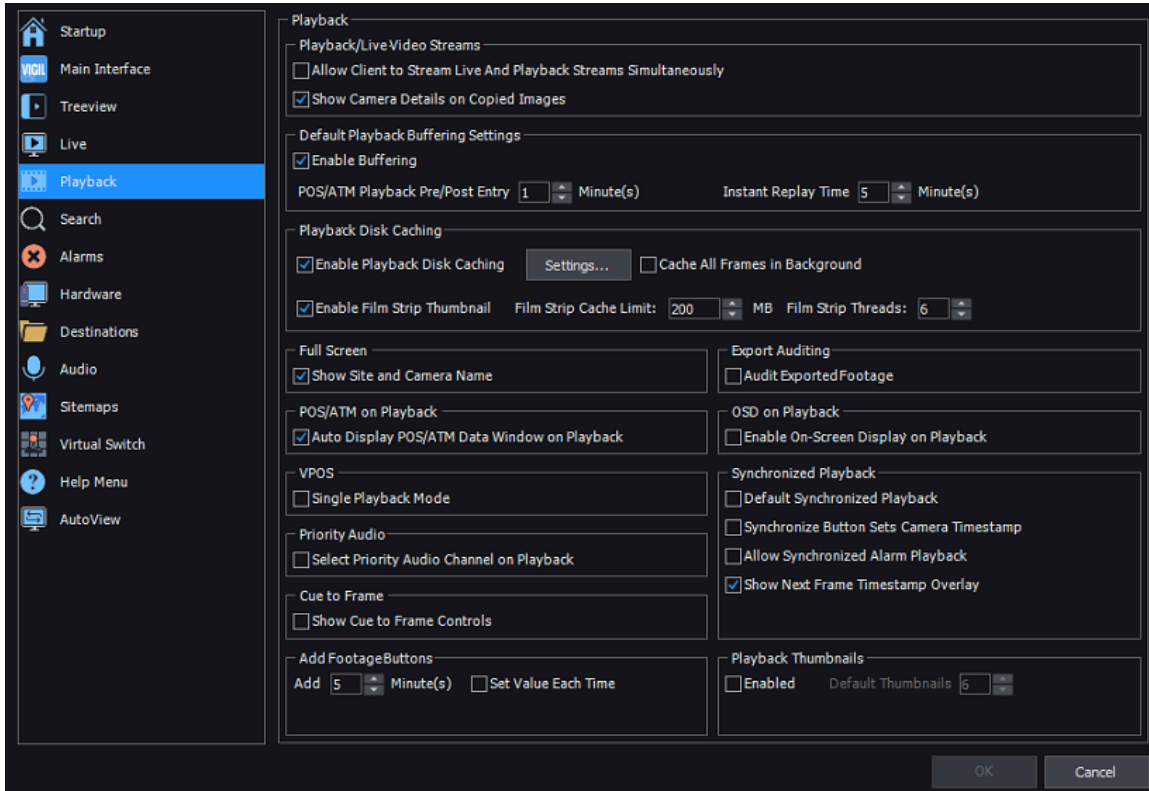 Startup
VIGIL
Main Interface
Treeview
Live
Playback
Search
Alarms
Hardware
Destinations
Audio
Sitemaps
Virtual Switch
Help Menu
AutoView
Playback
Playback/Live Video Streams
Allow Client to Stream Live And Playback Streams Simultaneously
Show Camera Details on Copied Images
Default Playback Buffering Settings
Enable Buffering
POS/ATM Playback Pre/Post Entry 1 Minute(s) Instant Replay Time 5 Minute(s)
Playback Disk Caching
Enable Playback Disk Caching Settings... Cache All Frames in Background
Enable Film Strip Thumbnail Film Strip Cache Limit: 200 MB Film Strip Threads: 6
Full Screen
Show Site and Camera Name
Export Auditing
Audit Exported Footage
POS/ATM on Playback
Auto Display POS/ATM Data Window on Playback
OSD on Playback
Enable On-Screen Display on Playback
VPOS
Single Playback Mode
Synchronized Playback
Default Synchronized Playback
Synchronize Button Sets Camera Timestamp
Allow Synchronized Alarm Playback
Show Next Frame Timestamp Overlay
Priority Audio
Select Priority Audio Channel on Playback
Cue to Frame
Show Cue to Frame Controls
Add Footage Buttons
Add 5 Minute(s) Set Value Each Time
Playback Thumbnails
Enabled Default Thumbnails 6
OK Cancel